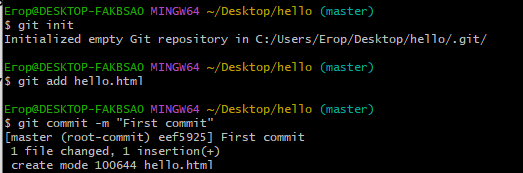 Erop@DESKTOP-FAKBSAO MINGW64 ~/Desktop/hello (master)
$ git init
Initialized empty Git repository in C:/Users/Erop/Desktop/hello/.git/
Erop@DESKTOP-FAKBSAO MINGW64 ~/Desktop/hello (master)
$ git add hello.html
Erop@DESKTOP-FAKBSAO MINGW64 ~/Desktop/hello (master)
$ git commit -m "First commit"
[master (root-commit) eef5925] First commit
 1 file changed, 1 insertion(+)
 create mode 100644 hello.html